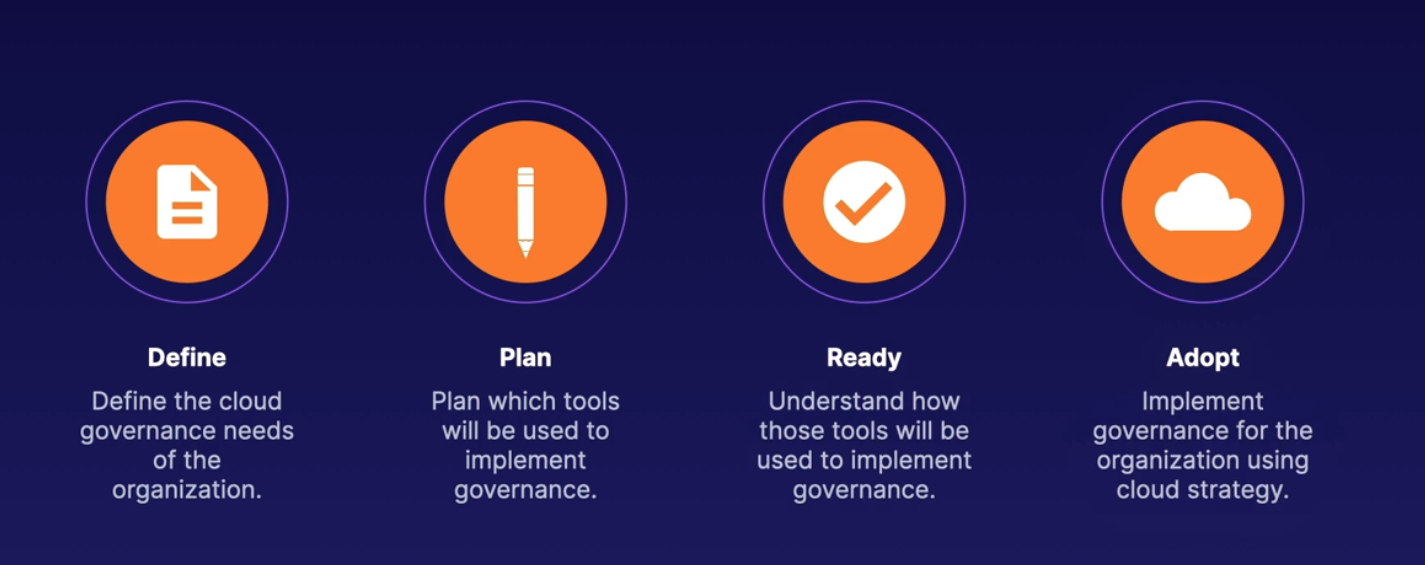 Define
Define the cloud
governance needs
of the
organization.
Plan
Plan which tools
will be used to
implement
governance.
Ready
Understand how
those tools will be
used to implement
governance.
Adopt
Implement
governance for the
organization using
cloud strategy.